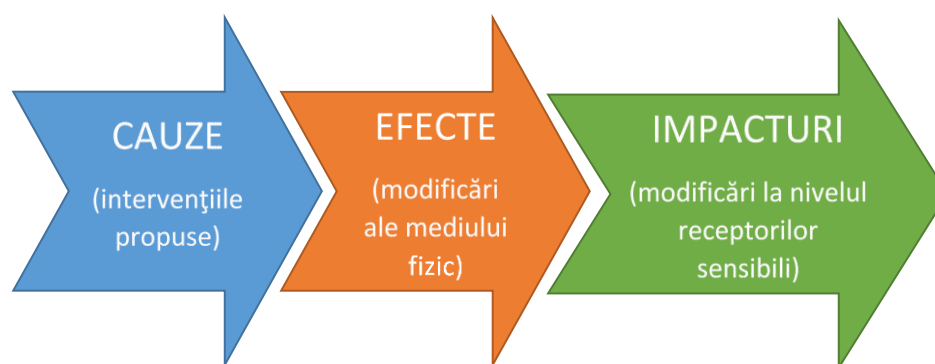 CAUZE
(intervenţiile
propuse)
EFECTE
(modificări
ale mediului
fizic)
IMPACTURI
(modificări la nivelul
receptorilor
sensibili)